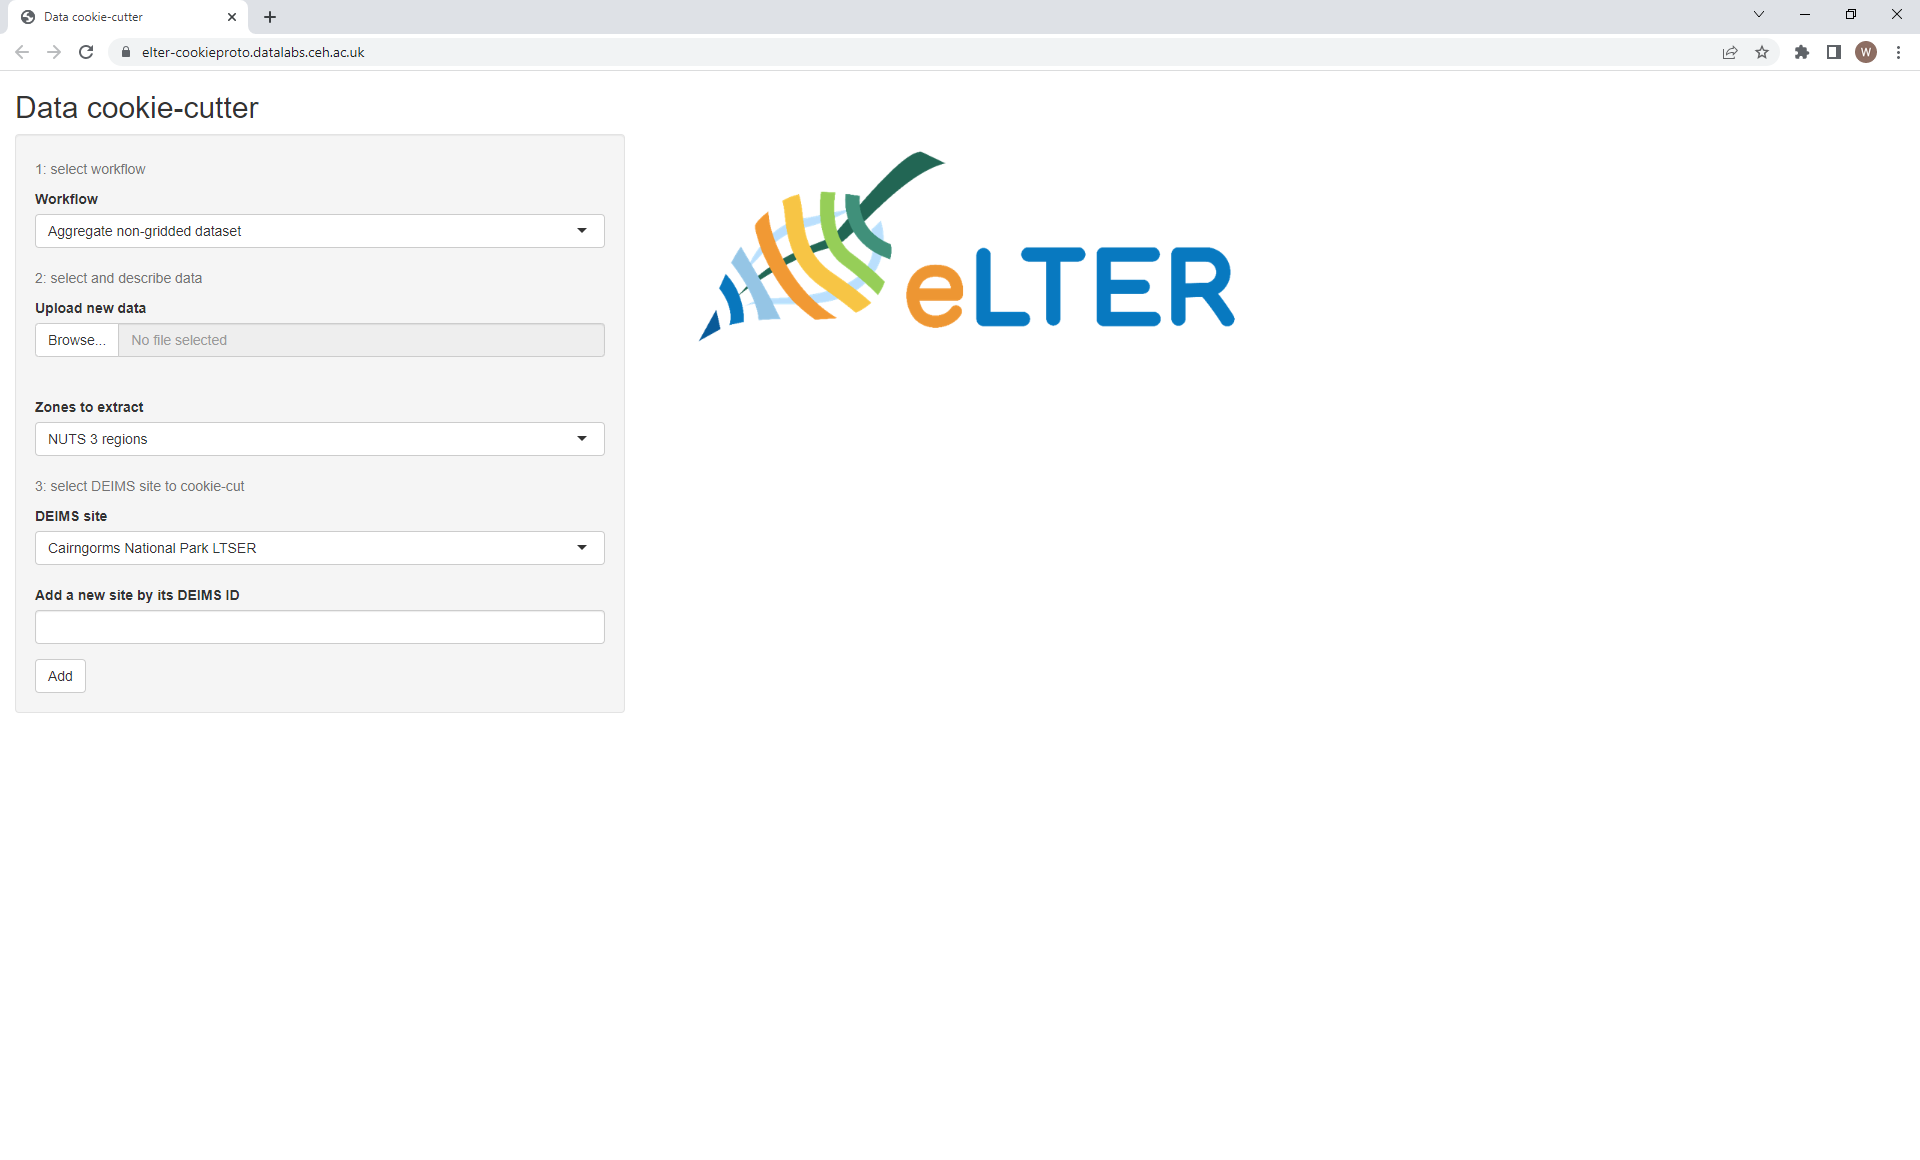 Data cookie-cutter
elter-cookieproto.datalabs.ceh.ac.uk
W
Data cookie-cutter
1: select workflow
Workflow
Aggregate non-gridded dataset
2: select and describe data
Upload new data
Browse... No file selected
Zones to extract
NUTS 3 regions
3: select DEIMS site to cookie-cut
DEIMS site
Cairngorms National Park LTSER
Add a new site by its DEIMS ID
Add
eLTER